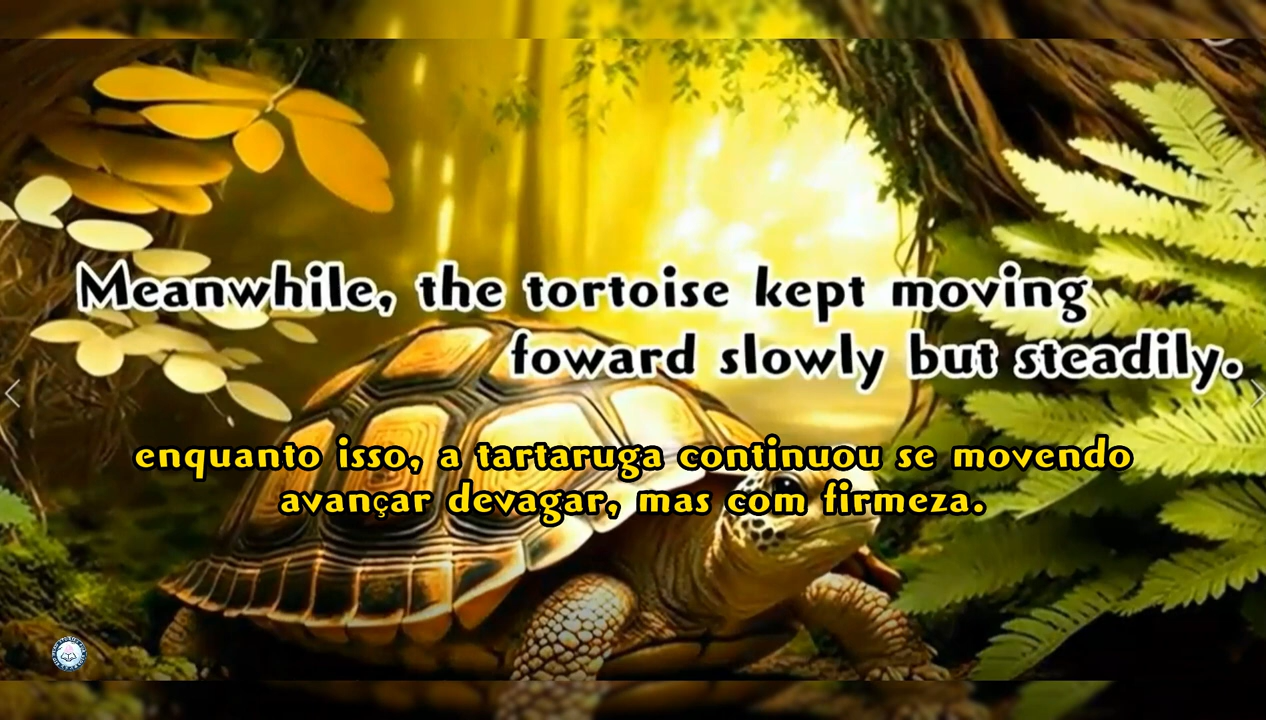 Meanwhile, the tortoise kept moving
foward slowly but steadily.
enquanto isso, a tartaruga continuou se movendo
avançar devagar, mas com firmeza.